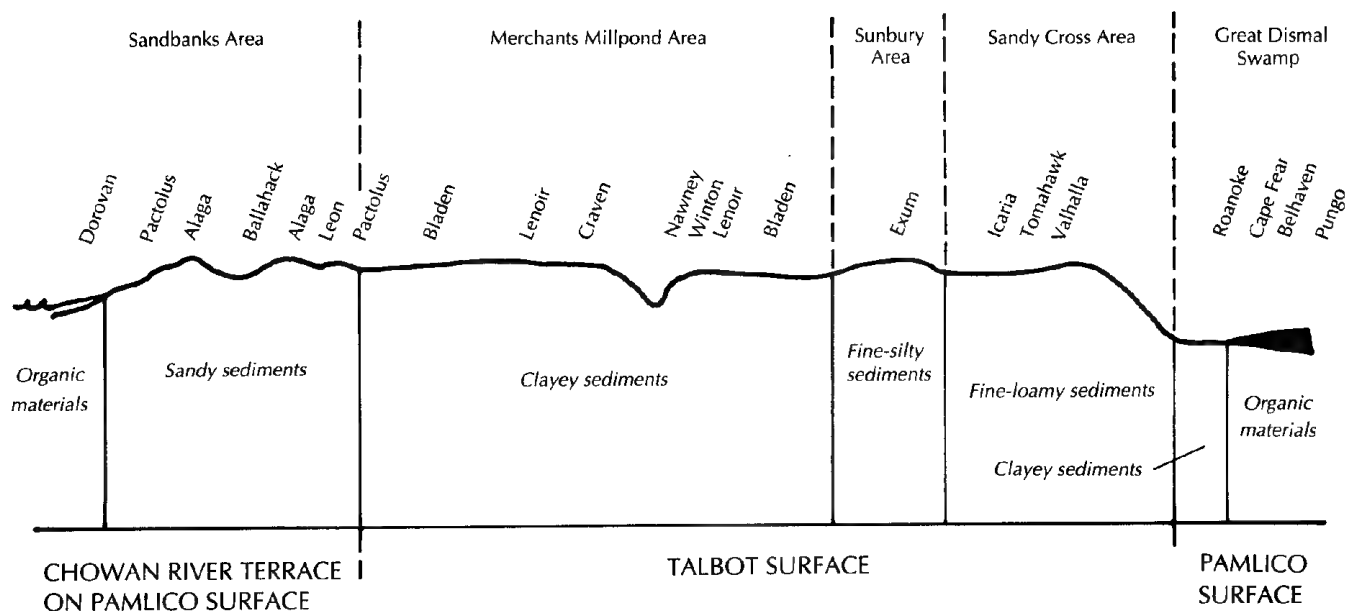 Sandbanks Area
Merchants Millpond Area
Sunbury
Area
Sandy Cross Area
Great Dismal
Swamp
Dorovan
Pactolus
Alaga
Ballahack
Alaga
Leon
Pactolus
Bladen
Lenoir
Craven
Nawney
Winton
Lenoir
Bladen
Exum
Icaria
Tomahawk
Valhalla
Roanoke
Cape Fear
Belhaven
Pungo
Organic
materials
Sandy sediments
Clayey sediments
Fine-silty
sediments
Fine-loamy sediments
Clayey sediments
Organic
materials
CHOWAN RIVER TERRACE
ON PAMLICO SURFACE
TALBOT SURFACE
PAMLICO
SURFACE